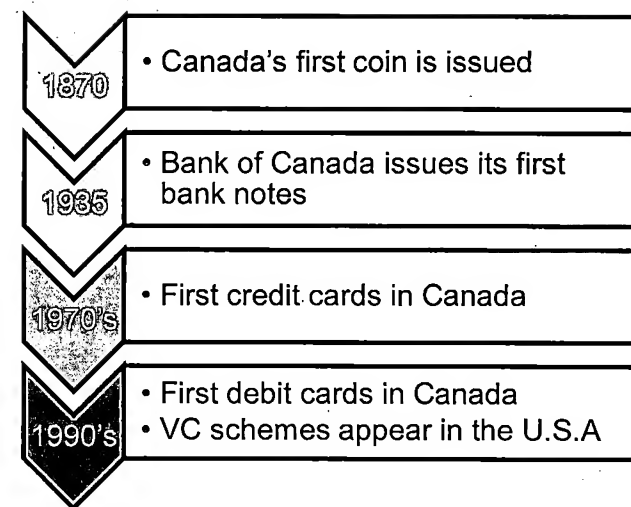 1870
• Canada's first coin is issued
1935
• Bank of Canada issues its first
bank notes
1970's
• First credit cards in Canada
1990's
• First debit cards in Canada
• VC schemes appear in the U.S.A